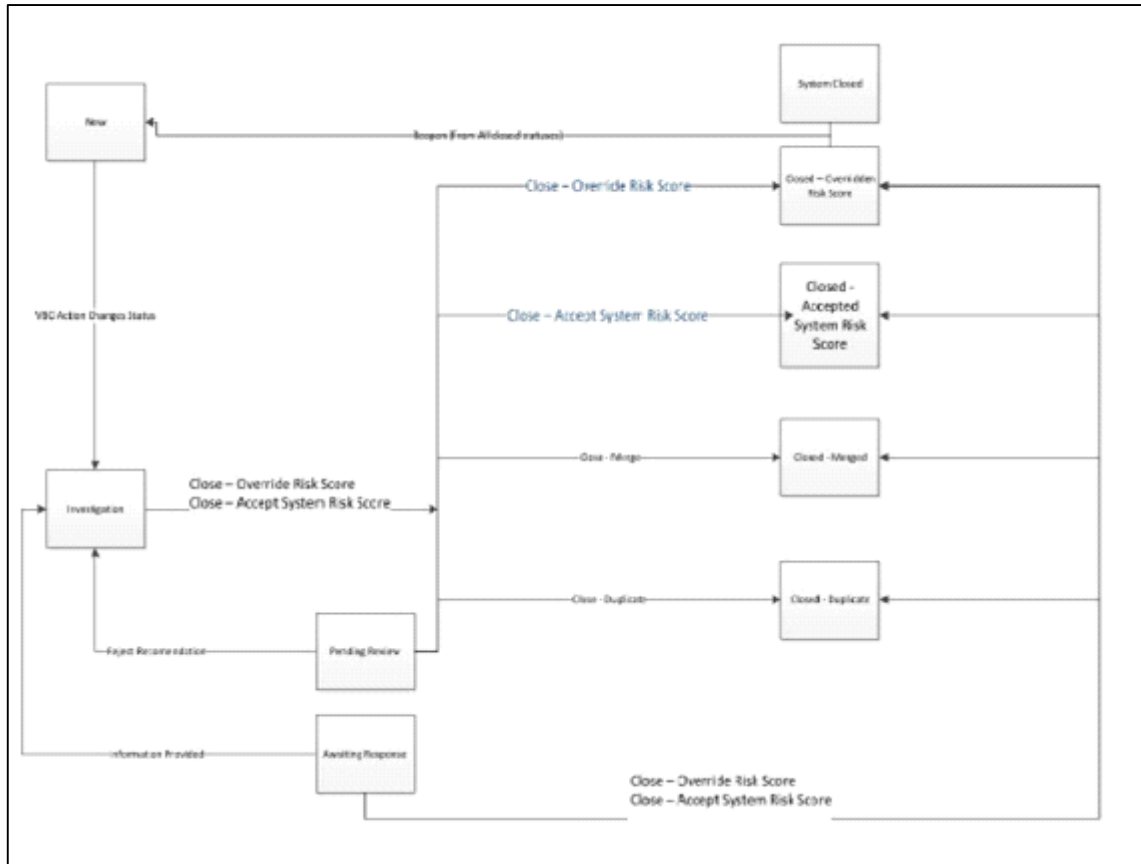 System Closed
New
Reopen (From All closed statuses)
Close – Override Risk Score
Closed – Overridden
Risk Score
Close – Accept System Risk Score
Closed -
Accepted
System Risk
Score
Action Changes Status
Close - Merge
Closed - Merged
Investigation
Close – Override Risk Score
Close – Accept System Risk Score
Close - Duplicate
Closed - Duplicate
Reject Recomendation
Pending Review
Information Provided
Awaiting Response
Close – Override Risk Score
Close – Accept System Risk Score